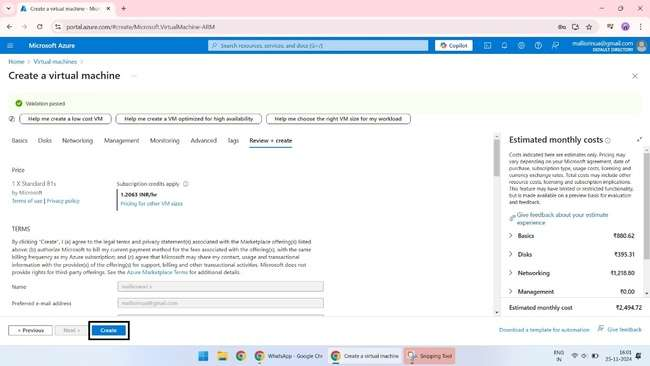 Create a virtual machine - Micros
portal.azure.com/#create/Microsoft.VirtualMachine-ARM
Microsoft Azure
Search resources, services, and docs (G+/)
Copilot
DEFAULT DIRECTORY
Home > Virtual machines >
Create a virtual machine
Validation passed
Help me create a low cost VM
Help me create a VM optimized for high availability
Help me choose the right VM size for my workload
Basics Disks Networking Management Monitoring Advanced Tags Review + create
Price
1 X Standard B1s
by Microsoft
Terms of use | Privacy policy
Subscription credits apply
1.2063 INR/hr
Pricing for other VM sizes
TERMS
By clicking "Create", I (a) agree to the legal terms and privacy statement(s) associated with the Marketplace offering(s) listed
above; (b) authorize Microsoft to bill my current payment method for the fees associated with the offering(s), with the same
billing frequency as my Azure subscription; and (c) agree that Microsoft may share my contact, usage and transactional
information with the provider(s) of the offering(s) for support, billing and other transactional activities. Microsoft does not
provide rights for third-party offerings. See the Azure Marketplace Terms for additional details.
Name
Preferred e-mail address
Estimated monthly costs
Costs indicated here are estimates only. Pricing may
vary depending on your Microsoft agreement, date of
purchase, subscription type, usage costs, licensing and
currency exchange rates. Total costs may include other
resource costs, licensing and subscription implications.
This feature may have limited or restricted functionality,
but is made available on a preview basis for evaluation
and feedback.
Give feedback about your estimate
experience
Basics ₹880.62
Disks ₹395.31
Networking ₹1,218.80
Management ₹0.00
Estimated monthly cost ₹2,494.72
< Previous
Next >
Create
Download a template for automation
Give feedback
WhatsApp - Google Chr
Create a virtual machine
Snipping Tool
ENG
IN
16:01
25-11-2024